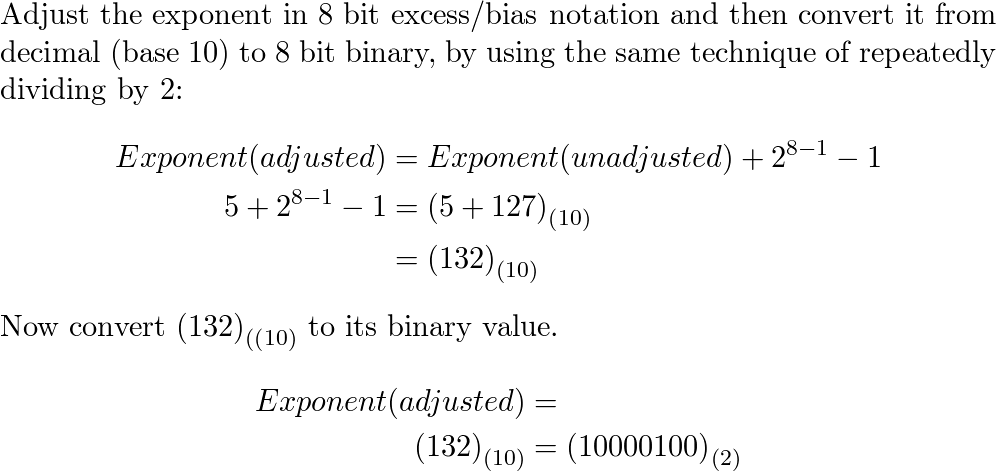 Adjust the exponent in 8 bit excess/bias notation and then convert it from
decimal (base 10) to 8 bit binary, by using the same technique of repeatedly
dividing by 2:
Exponent(adjusted) = Exponent(unadjusted) + 2^{8−1} − 1
5 + 2^{8−1} − 1 = (5 + 127)_{(10)}
= (132)_{(10)}
Now convert (132)_{((10)} to its binary value.
Exponent(adjusted) =
(132)_{(10)} = (10000100)_{(2)}